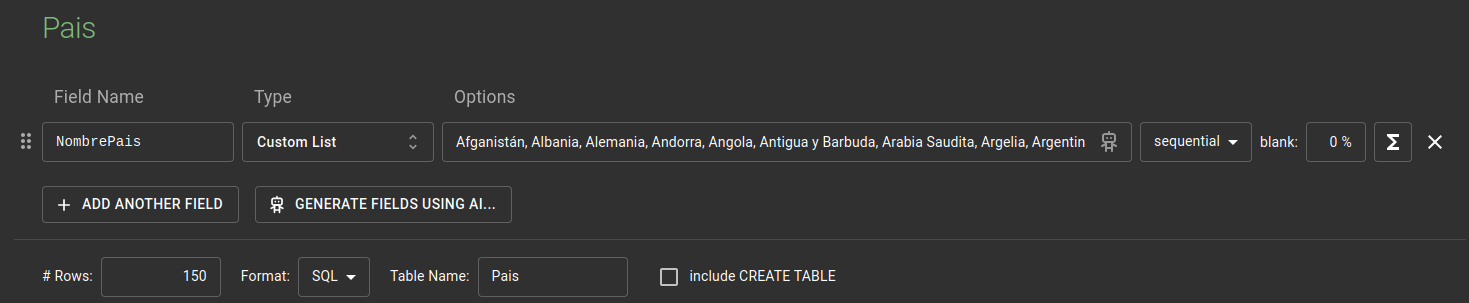 Pais
Field Name Type Options
NombrePais Custom List Afganistán, Albania, Alemania, Andorra, Angola, Antigua y Barbuda, Arabia Saudita, Argelia, Argentin sequential blank: 0 % Σ
+ ADD ANOTHER FIELD GENERATE FIELDS USING AI...
# Rows: 150 Format: SQL Table Name: Pais include CREATE TABLE